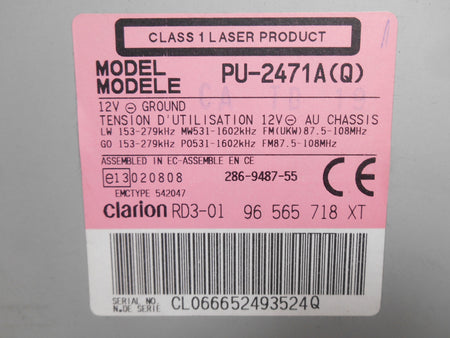 CLASS 1 LASER PRODUCT
MODEL
MODELE
PU-2471A(Q)
CA TD 19
12V ⊖ GROUND
TENSION D'UTILISATION 12V ⊖ AU CHASSIS
LW 153-279kHz MW531-1602kHz FM(UKW)87.5-108MHz
GO 153-279kHz PO531-1602kHz FM87.5-108MHz
ASSEMBLED IN EC-ASSEMBLE EN CE
e13 020808 286-9487-55 CE
EMCTYPE 542047
clarion RD3-01 96 565 718 XT
SERIAL NO.
N.DE SERIE
CL066652493524Q